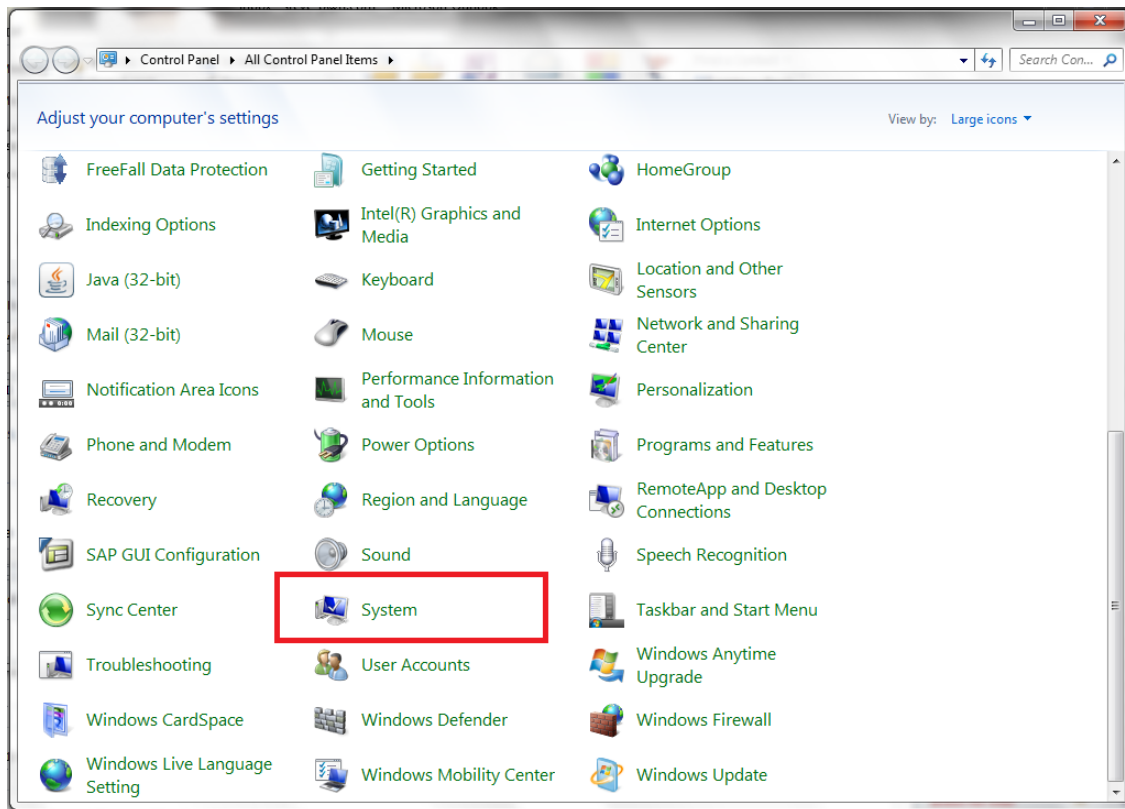 Control Panel
All Control Panel Items
Search Con...
Adjust your computer's settings
View by: Large icons
FreeFall Data Protection
Getting Started
HomeGroup
Indexing Options
Intel(R) Graphics and
Media
Internet Options
Java (32-bit)
Keyboard
Location and Other
Sensors
Mail (32-bit)
Mouse
Network and Sharing
Center
Notification Area Icons
Performance Information
and Tools
Personalization
Phone and Modem
Power Options
Programs and Features
Recovery
Region and Language
RemoteApp and Desktop
Connections
SAP GUI Configuration
Sound
Speech Recognition
Sync Center
System
Taskbar and Start Menu
Troubleshooting
User Accounts
Windows Anytime
Upgrade
Windows CardSpace
Windows Defender
Windows Firewall
Windows Live Language
Setting
Windows Mobility Center
Windows Update